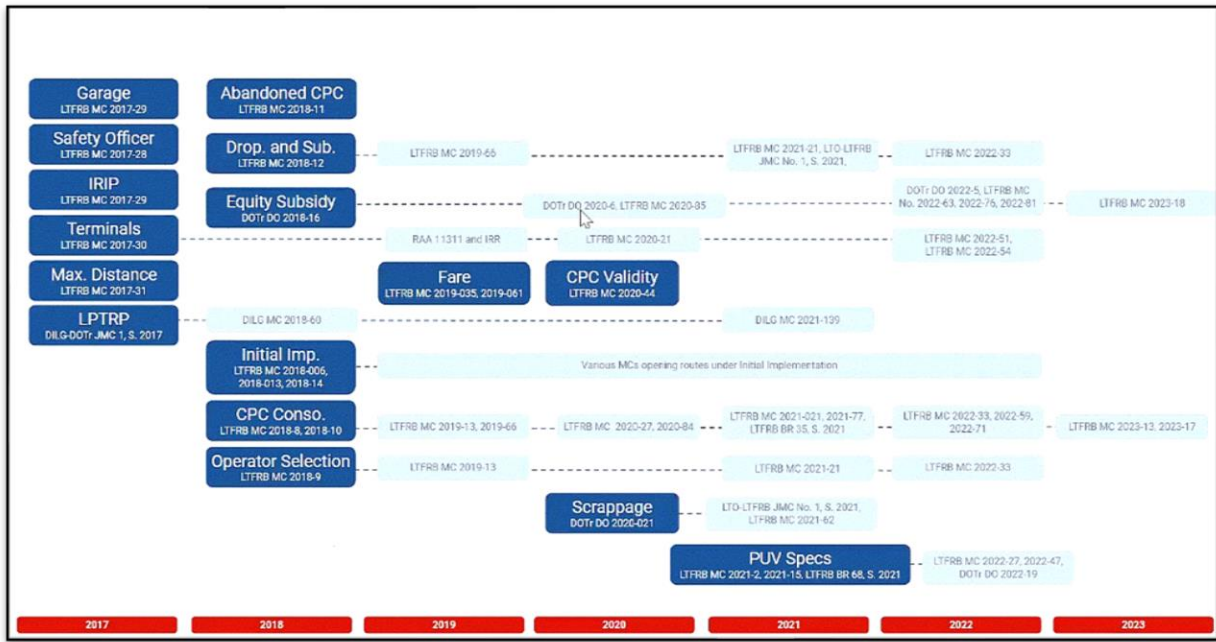 Garage
LTFRB MC 2017-29
Abandoned CPC
LTFRB MC 2018-11
Safety Officer
LTFRB MC 2017-28
Drop. and Sub.
LTFRB MC 2018-12
LTFRB MC 2019-66
LTFRB MC 2021-21, LTO-LTFRB
JMC No. 1, S. 2021,
LTFRB MC 2022-33
IRIP
LTFRB MC 2017-29
Equity Subsidy
DOTr DO 2018-16
DOTr DO 2020-6, LTFRB MC 2020-85
DOTr DO 2022-5, LTFRB MC
No. 2022-63, 2022-76, 2022-81
LTFRB MC 2023-18
Terminals
LTFRB MC 2017-30
RAA 11311 and IRR
LTFRB MC 2020-21
LTFRB MC 2022-51,
LTFRB MC 2022-54
Max. Distance
LTFRB MC 2017-31
Fare
LTFRB MC 2019-035, 2019-061
CPC Validity
LTFRB MC 2020-44
LPTRP
DILG-DOTr JMC 1, S. 2017
DILG MC 2018-60
DILG MC 2021-139
Initial Imp.
LTFRB MC 2018-006,
2018-013, 2018-14
Various MCs opening routes under Initial Implementation
CPC Conso.
LTFRB MC 2018-8, 2018-10
LTFRB MC 2019-13, 2019-66
LTFRB MC 2020-27, 2020-84
LTFRB MC 2021-021, 2021-77,
LTFRB BR 35, S. 2021
LTFRB MC 2022-33, 2022-59,
2022-71
LTFRB MC 2023-13, 2023-17
Operator Selection
LTFRB MC 2018-9
LTFRB MC 2019-13
LTFRB MC 2021-21
LTFRB MC 2022-33
Scrappage
DOTr DO 2020-021
LTO-LTFRB JMC No. 1, S. 2021,
LTFRB MC 2021-62
PUV Specs
LTFRB MC 2021-2, 2021-15, LTFRB BR 68, S. 2021
LTFRB MC 2022-27, 2022-47,
DOTr DO 2022-19
2017
2018
2019
2020
2021
2022
2023